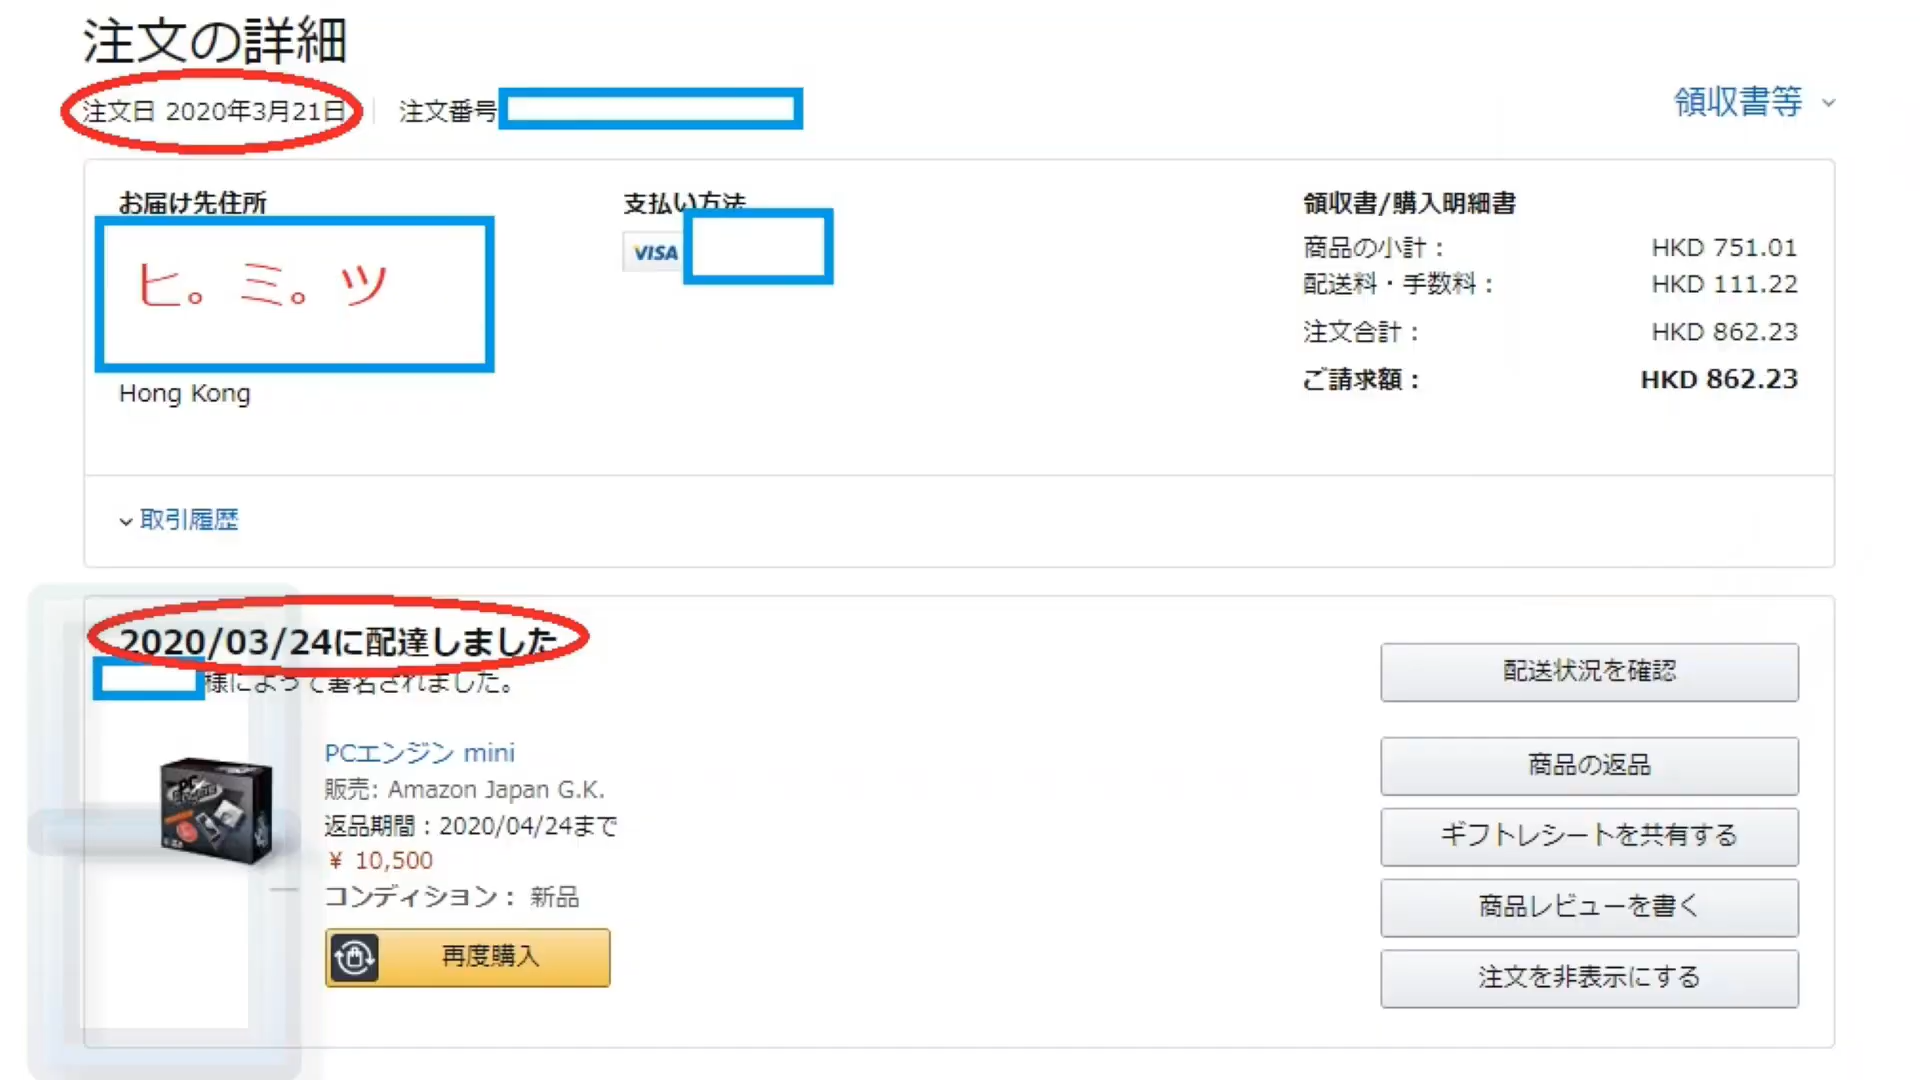 注文の詳細
注文日 2020年3月21日
注文番号
領収書等
お届け先住所
ヒ。ミ。ツ
Hong Kong
支払い方法
VISA
領収書/購入明細書
商品の小計： HKD 751.01
配送料・手数料： HKD 111.22
注文合計： HKD 862.23
ご請求額： HKD 862.23
取引履歴
2020/03/24に配達しました
様によって署名されました。
PCエンジン mini
販売: Amazon Japan G.K.
返品期間：2020/04/24まで
¥ 10,500
コンディション： 新品
再度購入
配送状況を確認
商品の返品
ギフトレシートを共有する
商品レビューを書く
注文を非表示にする